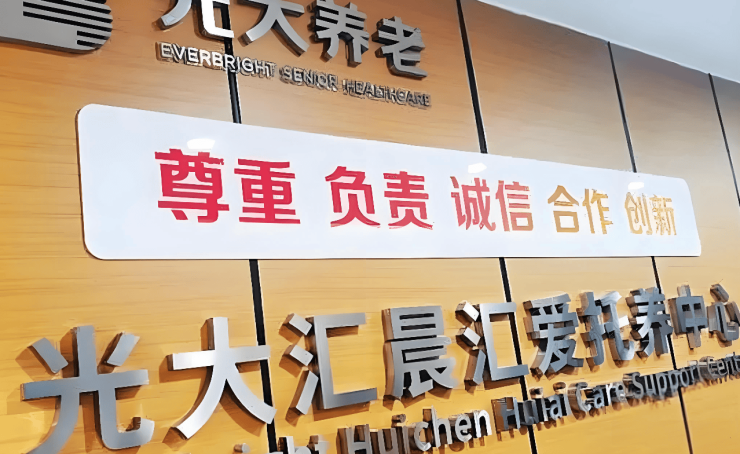 光大养老
EVERBRIGHT SENIOR HEALTHCARE
尊重 负责 诚信 合作 创新
光大汇晨汇爱托养中心
Huichen Huiai Care Support